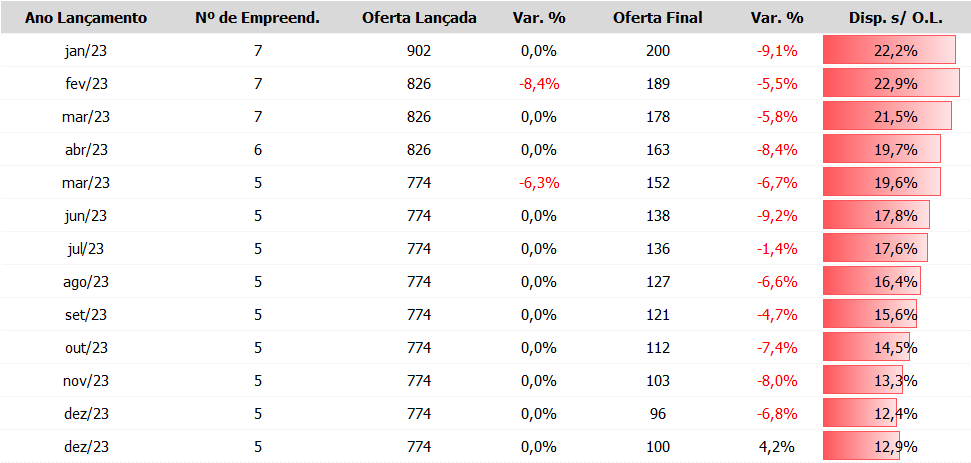 Ano Lançamento Nº de Empreend. Oferta Lançada Var. % Oferta Final Var. % Disp. s/ O.L.
jan/23 7 902 0,0% 200 -9,1% 22,2%
fev/23 7 826 -8,4% 189 -5,5% 22,9%
mar/23 7 826 0,0% 178 -5,8% 21,5%
abr/23 6 826 0,0% 163 -8,4% 19,7%
mar/23 5 774 -6,3% 152 -6,7% 19,6%
jun/23 5 774 0,0% 138 -9,2% 17,8%
jul/23 5 774 0,0% 136 -1,4% 17,6%
ago/23 5 774 0,0% 127 -6,6% 16,4%
set/23 5 774 0,0% 121 -4,7% 15,6%
out/23 5 774 0,0% 112 -7,4% 14,5%
nov/23 5 774 0,0% 103 -8,0% 13,3%
dez/23 5 774 0,0% 96 -6,8% 12,4%
dez/23 5 774 0,0% 100 4,2% 12,9%